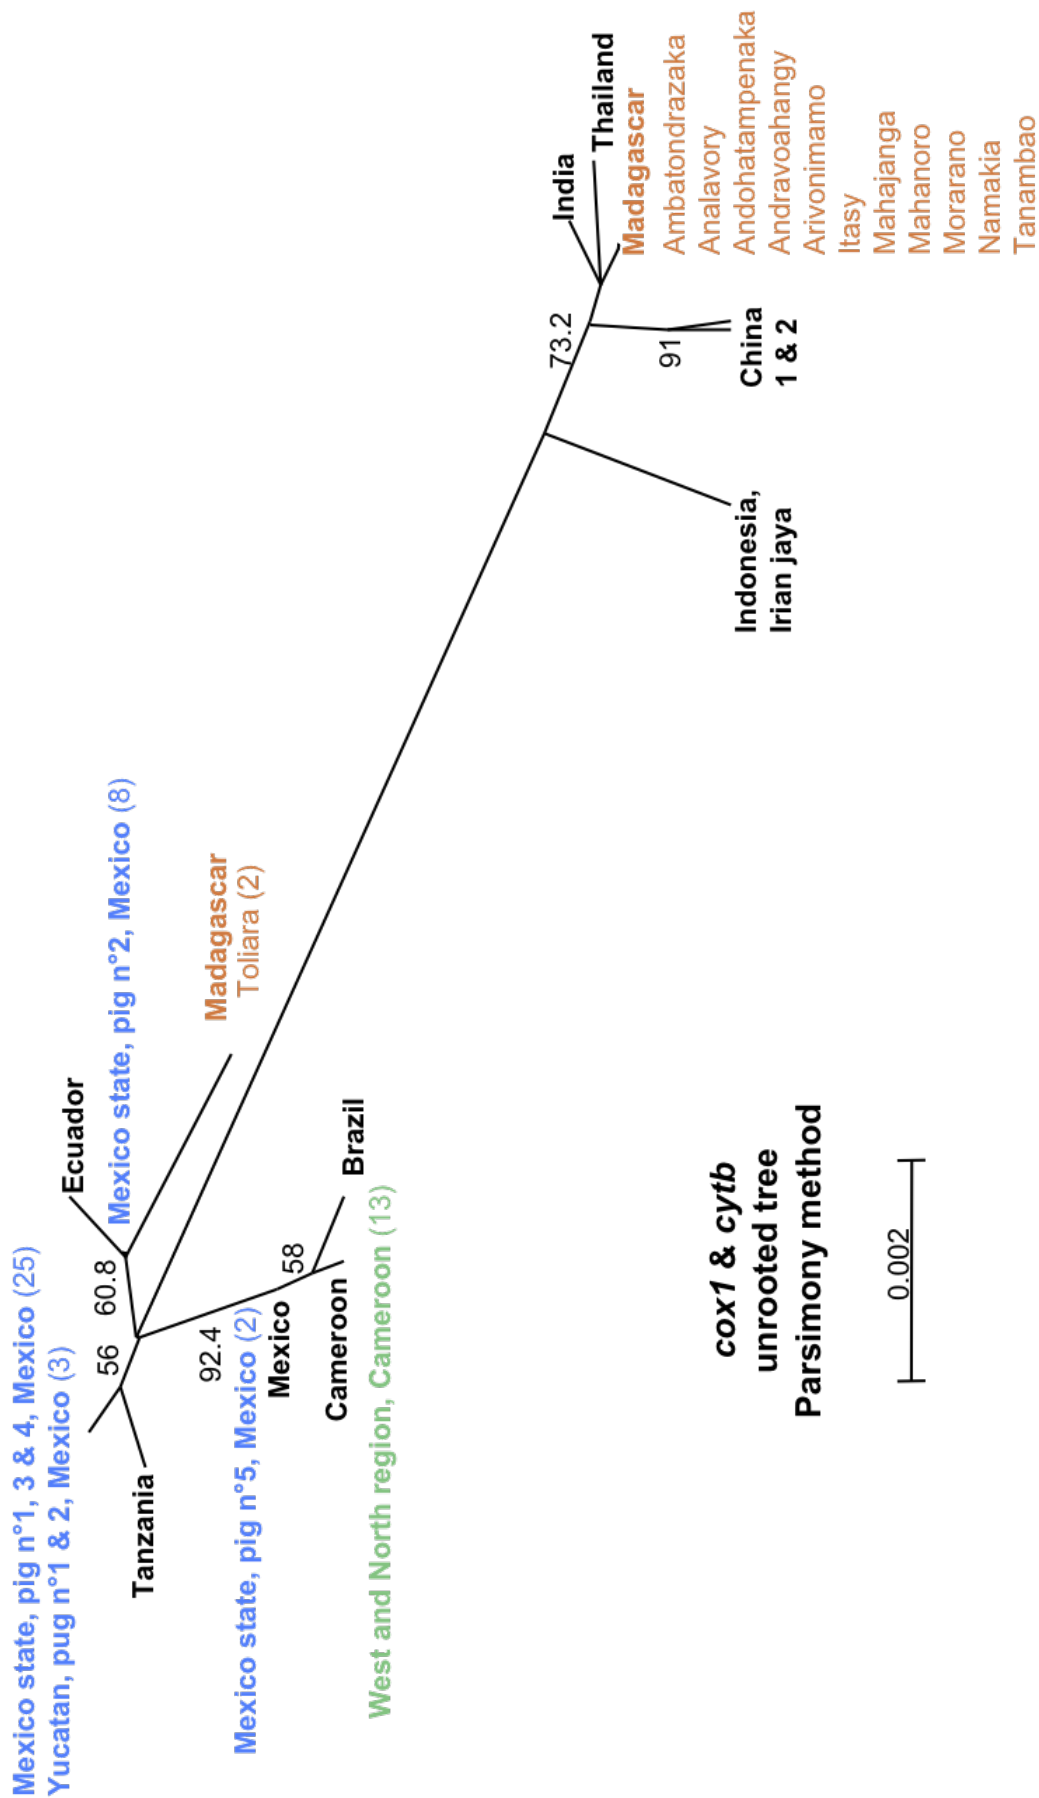 Mexico state, pig n°1, 3 & 4, Mexico (25)
Yucatan, pug n°1 & 2, Mexico (3)
Ecuador
Mexico state, pig n°2, Mexico (8)
60.8
56
Tanzania
Madagascar
Toliara (2)
92.4
Mexico state, pig n°5, Mexico (2)
Mexico
58
Cameroon
Brazil
West and North region, Cameroon (13)
73.2
India
Thailand
Madagascar
Ambatondrazaka
Analavory
Andohatampenaka
Andravoahangy
Arivonimamo
Itasy
Mahajanga
Mahanoro
Morarano
Namakia
Tanambao
91
China
1 & 2
Indonesia,
Irian jaya
cox1 & cytb
unrooted tree
Parsimony method
0.002